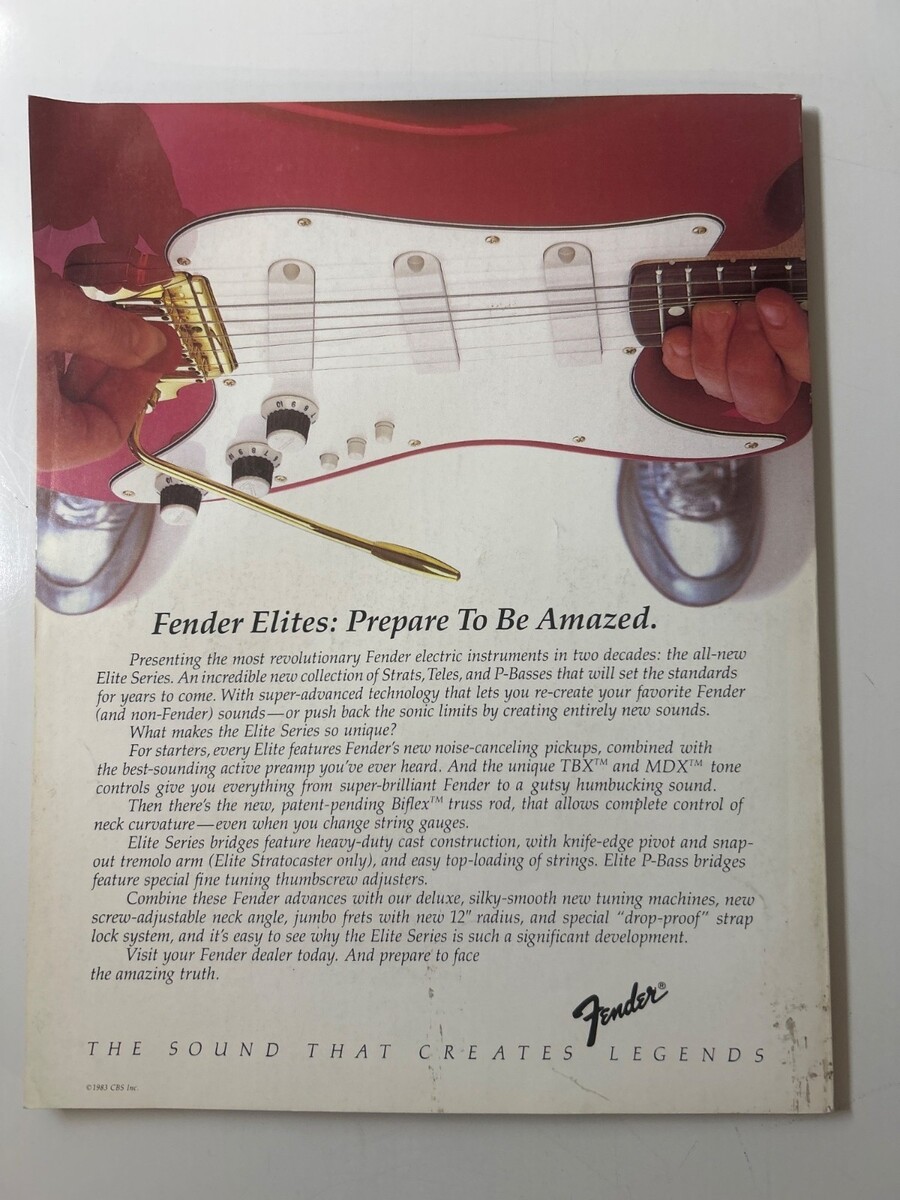 Fender Elites: Prepare To Be Amazed.
Presenting the most revolutionary Fender electric instruments in two decades: the all-new
Elite Series. An incredible new collection of Strats, Teles, and P-Basses that will set the standards
for years to come. With super-advanced technology that lets you re-create your favorite Fender
(and non-Fender) sounds—or push back the sonic limits by creating entirely new sounds.
What makes the Elite Series so unique?
For starters, every Elite features Fender's new noise-canceling pickups, combined with
the best-sounding active preamp you've ever heard. And the unique TBX™ and MDX™ tone
controls give you everything from super-brilliant Fender to a gutsy humbucking sound.
Then there's the new, patent-pending Biflex™ truss rod, that allows complete control of
neck curvature—even when you change string gauges.
Elite Series bridges feature heavy-duty cast construction, with knife-edge pivot and snap-
out tremolo arm (Elite Stratocaster only), and easy top-loading of strings. Elite P-Bass bridges
feature special fine tuning thumbscrew adjusters.
Combine these Fender advances with our deluxe, silky-smooth new tuning machines, new
screw-adjustable neck angle, jumbo frets with new 12" radius, and special "drop-proof" strap
lock system, and it's easy to see why the Elite Series is such a significant development.
Visit your Fender dealer today. And prepare to face
the amazing truth.
Fender®
THE SOUND THAT CREATES LEGENDS
©1983 CBS Inc.